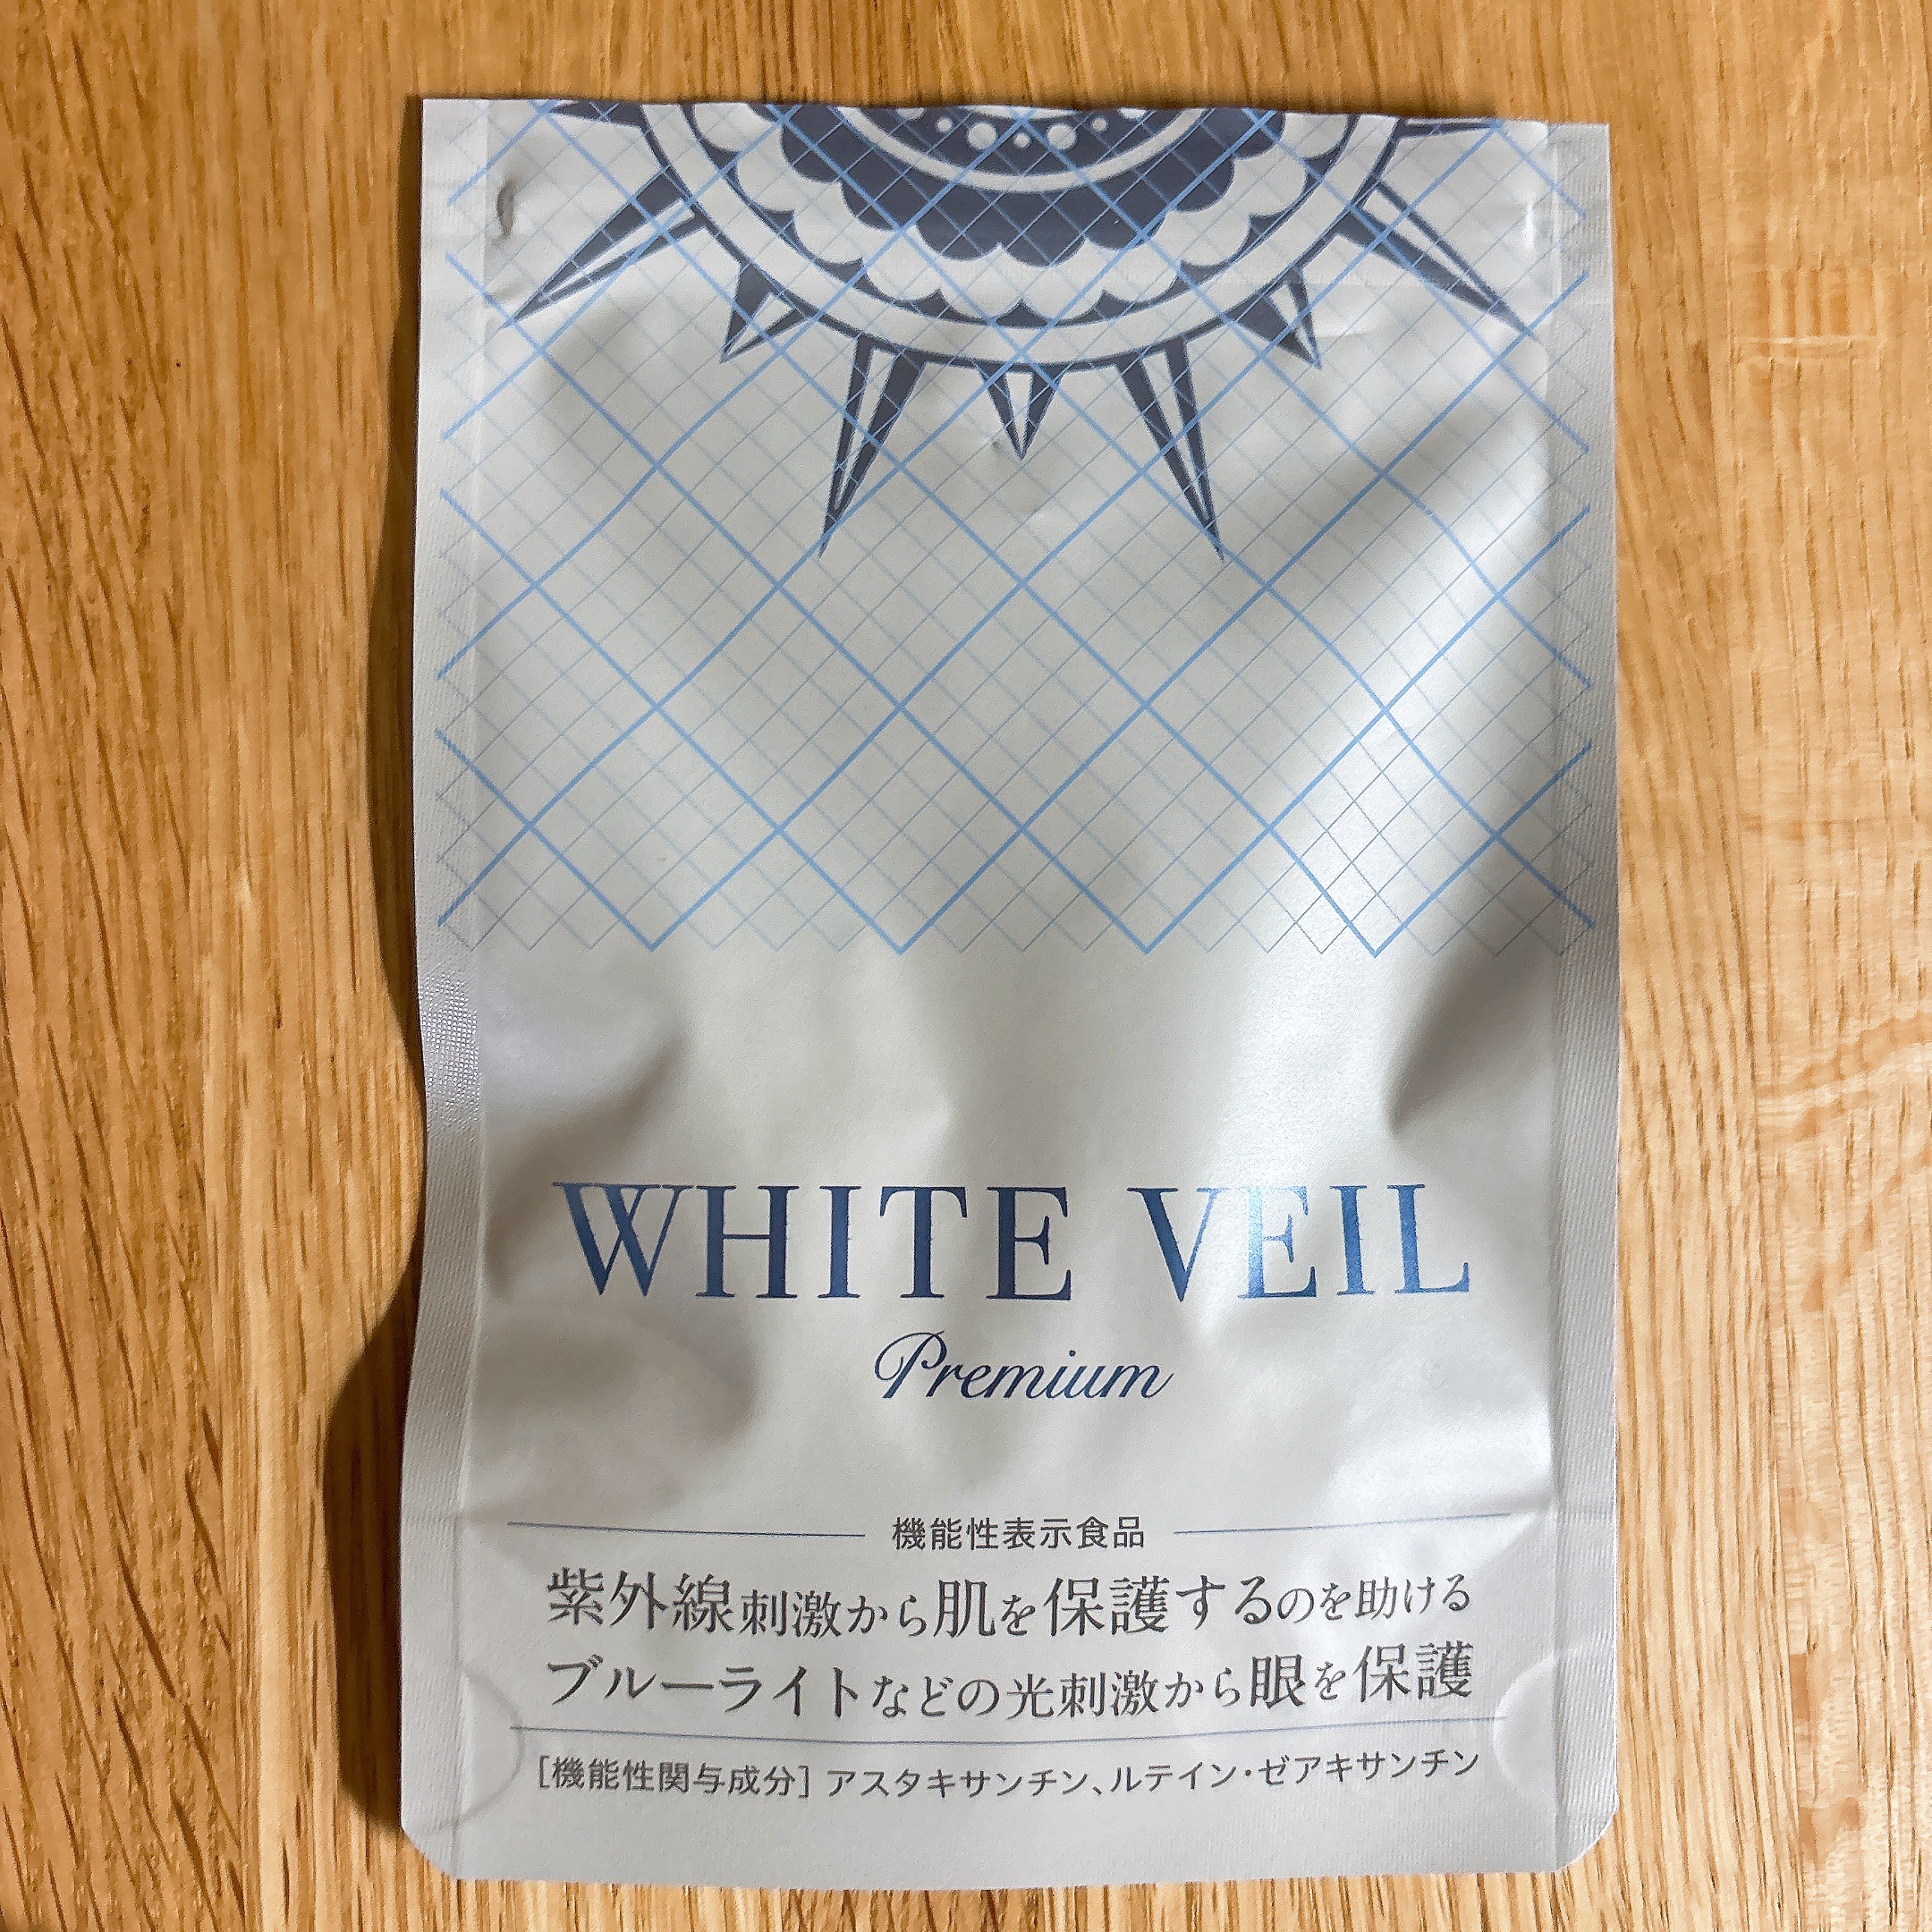 WHITE VEIL
Premium
機能性表示食品
紫外線刺激から肌を保護するのを助ける
ブルーライトなどの光刺激から眼を保護
[機能性関与成分] アスタキサンチン、ルテイン・ゼアキサンチン